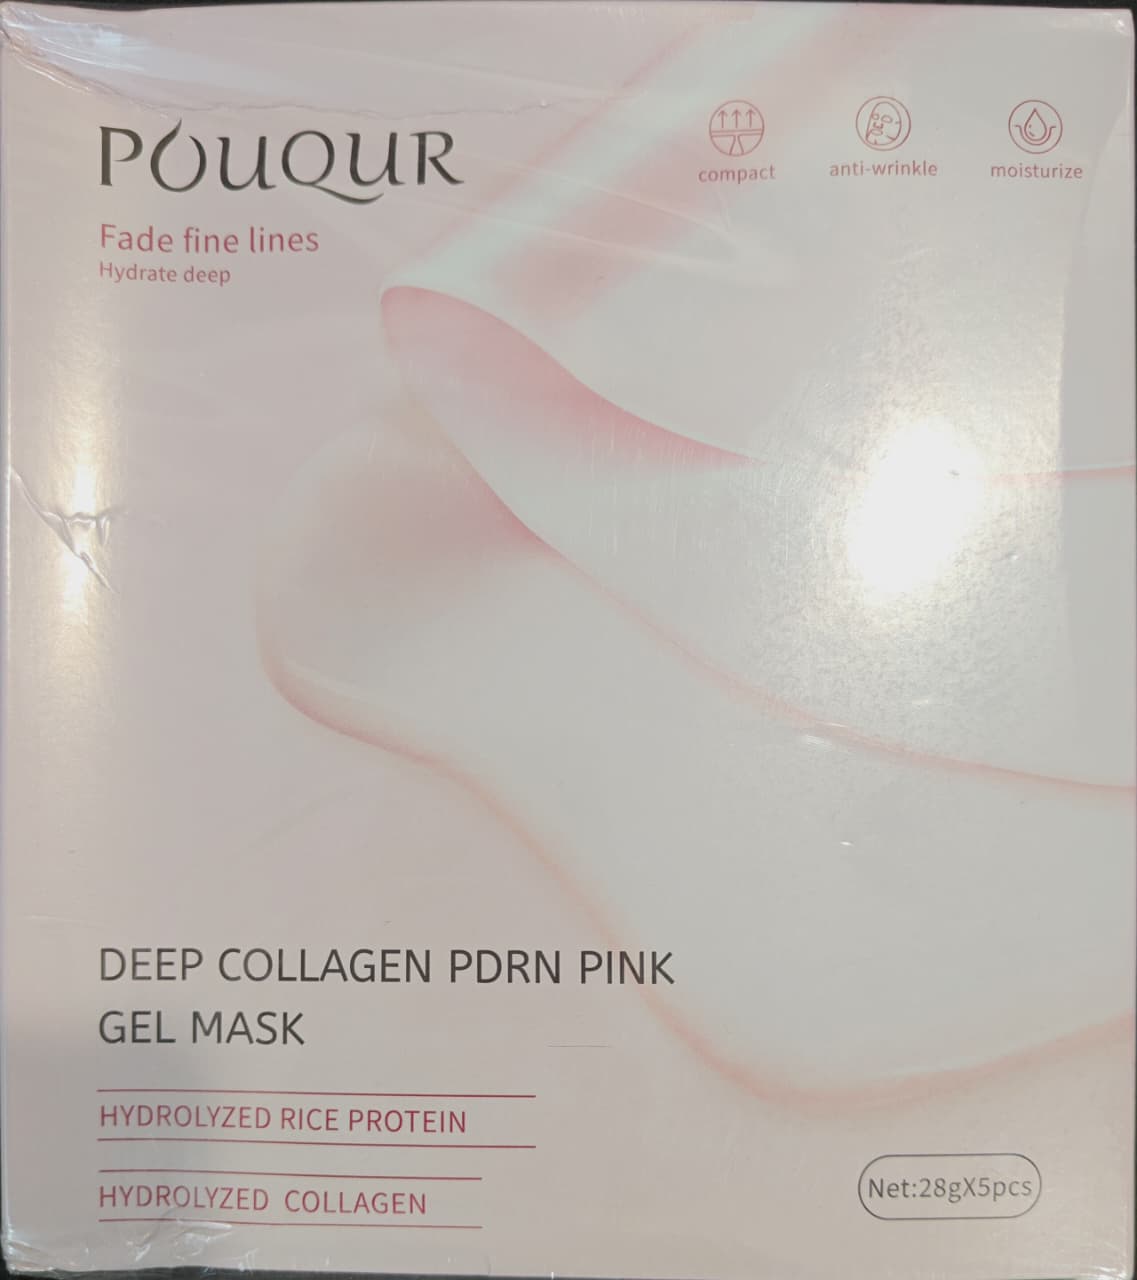 POUQUR
Fade fine lines
Hydrate deep
compact
anti-wrinkle
moisturize
DEEP COLLAGEN PDRN PINK
GEL MASK
HYDROLYZED RICE PROTEIN
HYDROLYZED COLLAGEN
Net:28gX5pcs